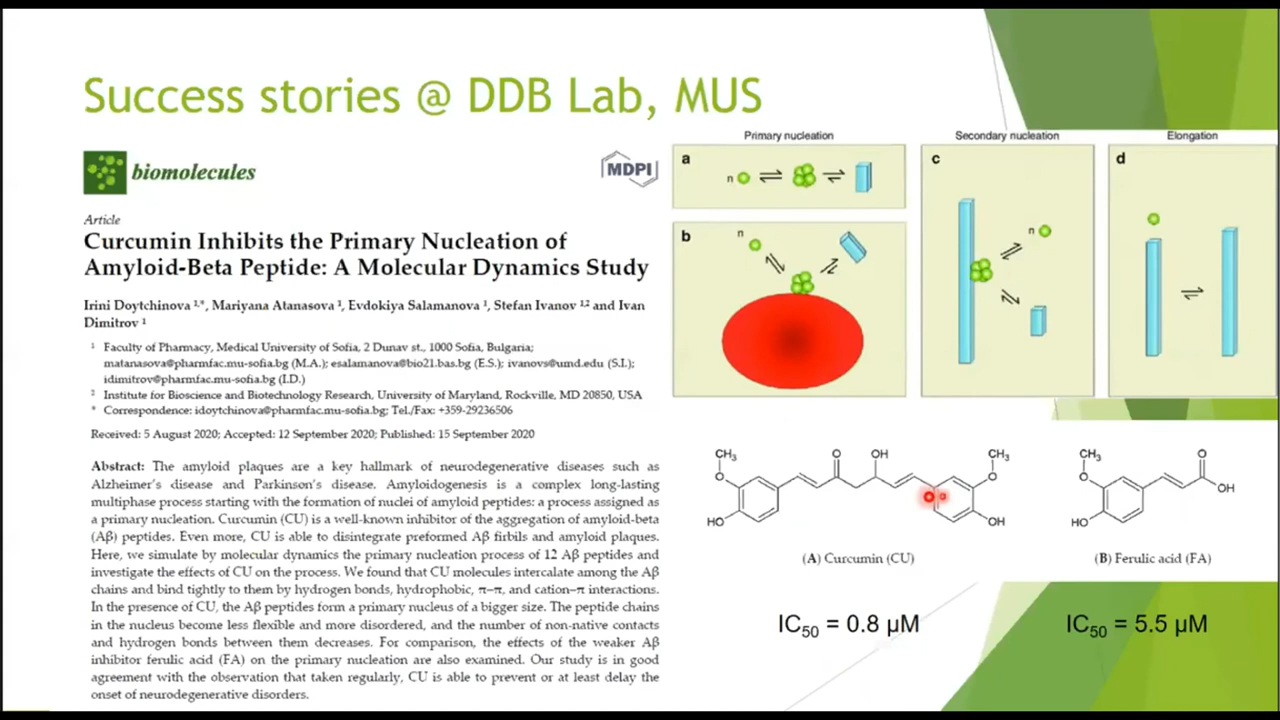 Success stories @ DDB Lab, MUS
biomolecules
MDPI
Article
Curcumin Inhibits the Primary Nucleation of
Amyloid-Beta Peptide: A Molecular Dynamics Study
Irini Doytchinova 1,*, Mariyana Atanasova 1, Evdokiya Salamanova 1, Stefan Ivanov 1,2 and Ivan
Dimitrov 1
1 Faculty of Pharmacy, Medical University of Sofia, 2 Dunav st., 1000 Sofia, Bulgaria;
matanasova@pharmfac.mu-sofia.bg (M.A.); esalamanova@bio21.bas.bg (E.S.); ivanovs@umd.edu (S.I.);
idimitrov@pharmfac.mu-sofia.bg (I.D.)
2 Institute for Bioscience and Biotechnology Research, University of Maryland, Rockville, MD 20850, USA
* Correspondence: idoytchinova@pharmfac.mu-sofia.bg; Tel./Fax: +359-29236506
Received: 5 August 2020; Accepted: 12 September 2020; Published: 15 September 2020
Abstract: The amyloid plaques are a key hallmark of neurodegenerative diseases such as
Alzheimer's disease and Parkinson's disease. Amyloidogenesis is a complex long-lasting
multiphase process starting with the formation of nuclei of amyloid peptides: a process assigned as
a primary nucleation. Curcumin (CU) is a well-known inhibitor of the aggregation of amyloid-beta
(Aβ) peptides. Even more, CU is able to disintegrate preformed Aβ firbils and amyloid plaques.
Here, we simulate by molecular dynamics the primary nucleation process of 12 Aβ peptides and
investigate the effects of CU on the process. We found that CU molecules intercalate among the Aβ
chains and bind tightly to them by hydrogen bonds, hydrophobic, π–π, and cation–π interactions.
In the presence of CU, the Aβ peptides form a primary nucleus of a bigger size. The peptide chains
in the nucleus become less flexible and more disordered, and the number of non-native contacts
and hydrogen bonds between them decreases. For comparison, the effects of the weaker Aβ
inhibitor ferulic acid (FA) on the primary nucleation are also examined. Our study is in good
agreement with the observation that taken regularly, CU is able to prevent or at least delay the
onset of neurodegenerative disorders.
Primary nucleation
Secondary nucleation
Elongation
a
n
b
n
c
n
d
CH3
O
OH
CH3
O
O
HO
OH
(A) Curcumin (CU)
CH3
O
O
OH
HO
(B) Ferulic acid (FA)
IC50 = 0.8 µM
IC50 = 5.5 µM